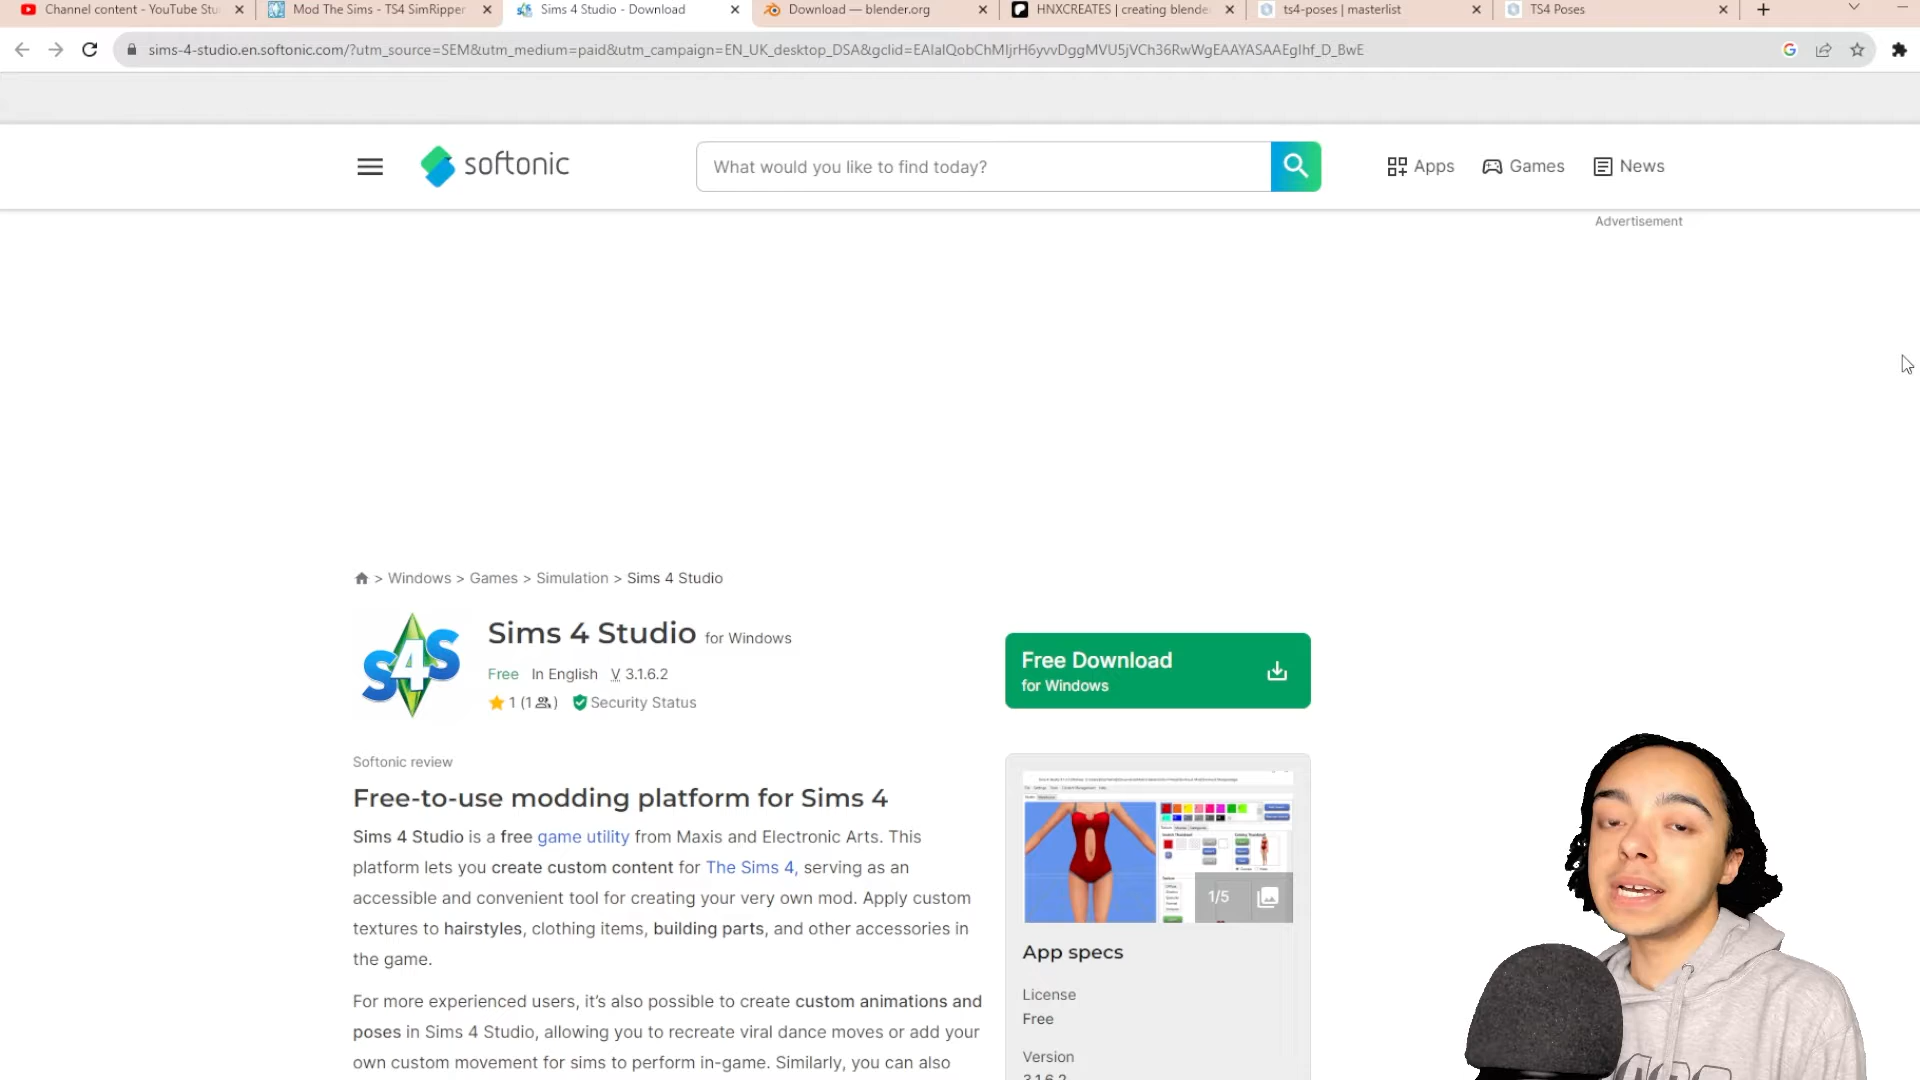 Channel content - YouTube Stu
Mod The Sims - TS4 SimRipper
Sims 4 Studio - Download
Download — blender.org
HNXCREATES | creating blende
ts4-poses | masterlist
TS4 Poses
sims-4-studio.en.softonic.com/?utm_source=SEM&utm_medium=paid&utm_campaign=EN_UK_desktop_DSA&gclid=EAIaIQobChMIjrH6yvvDggMVU5jVCh36RwWgEAAYASAAEgIhf_D_BwE
softonic
What would you like to find today?
Apps
Games
News
Advertisement
> Windows > Games > Simulation > Sims 4 Studio
S4S
Sims 4 Studio for Windows
Free In English V 3.1.6.2
1 (1 ) Security Status
Free Download
for Windows
Softonic review
Free-to-use modding platform for Sims 4
Sims 4 Studio is a free game utility from Maxis and Electronic Arts. This
platform lets you create custom content for The Sims 4, serving as an
accessible and convenient tool for creating your very own mod. Apply custom
textures to hairstyles, clothing items, building parts, and other accessories in
the game.
For more experienced users, it's also possible to create custom animations and
poses in Sims 4 Studio, allowing you to recreate viral dance moves or add your
own custom movement for sims to perform in-game. Similarly, you can also
1/5
App specs
License
Free
Version
3.1.6.2